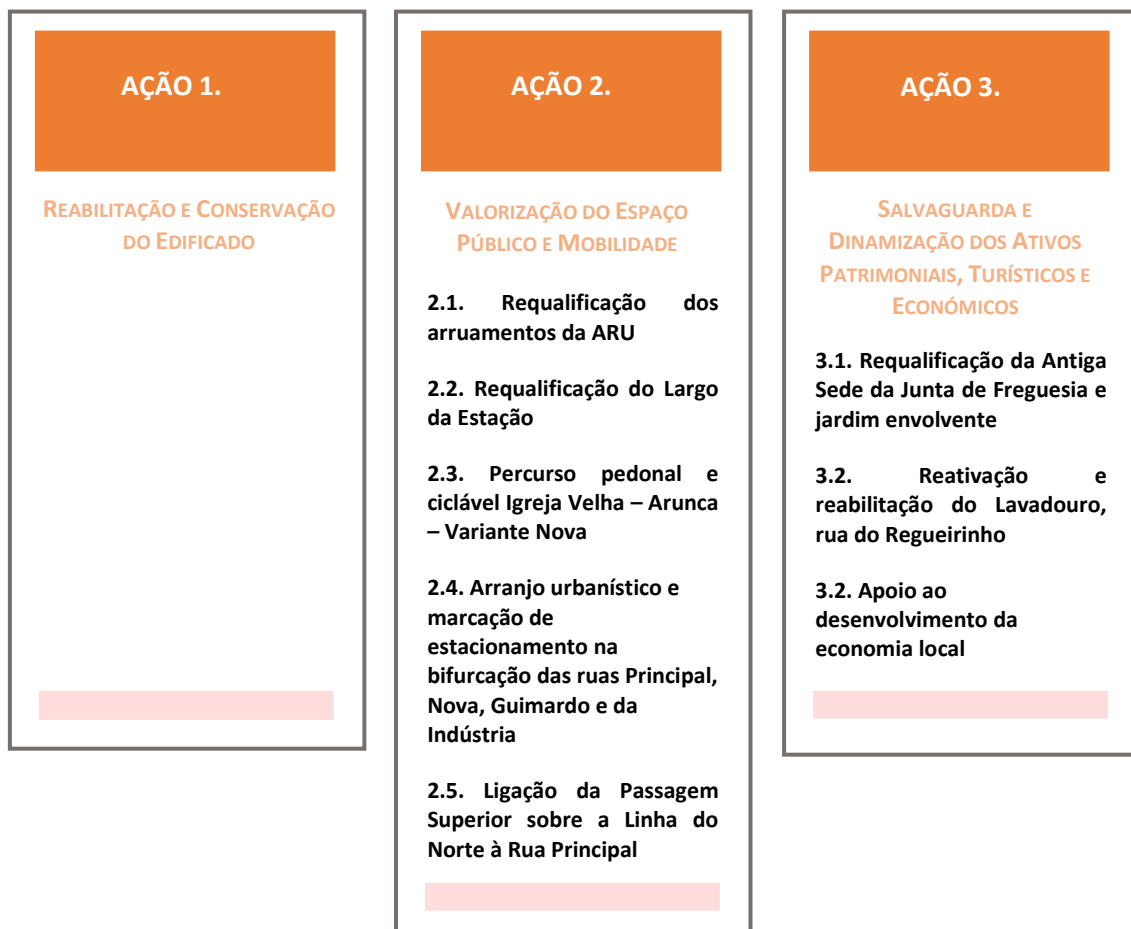 AÇÃO 1.
REABILITAÇÃO E CONSERVAÇÃO
DO EDIFICADO
AÇÃO 2.
VALORIZAÇÃO DO ESPAÇO
PÚBLICO E MOBILIDADE
2.1. Requalificação dos
arruamentos da ARU
2.2. Requalificação do Largo
da Estação
2.3. Percurso pedonal e
ciclável Igreja Velha – Arunca
– Variante Nova
2.4. Arranjo urbanístico e
marcação de
estacionamento na
bifurcação das ruas Principal,
Nova, Guimardo e da
Indústria
2.5. Ligação da Passagem
Superior sobre a Linha do
Norte à Rua Principal
AÇÃO 3.
SALVAGUARDA E
DINAMIZAÇÃO DOS ATIVOS
PATRIMONIAIS, TURÍSTICOS E
ECONÓMICOS
3.1. Requalificação da Antiga
Sede da Junta de Freguesia e
jardim envolvente
3.2. Reativação e
reabilitação do Lavadouro,
rua do Regueirinho
3.2. Apoio ao
desenvolvimento da
economia local